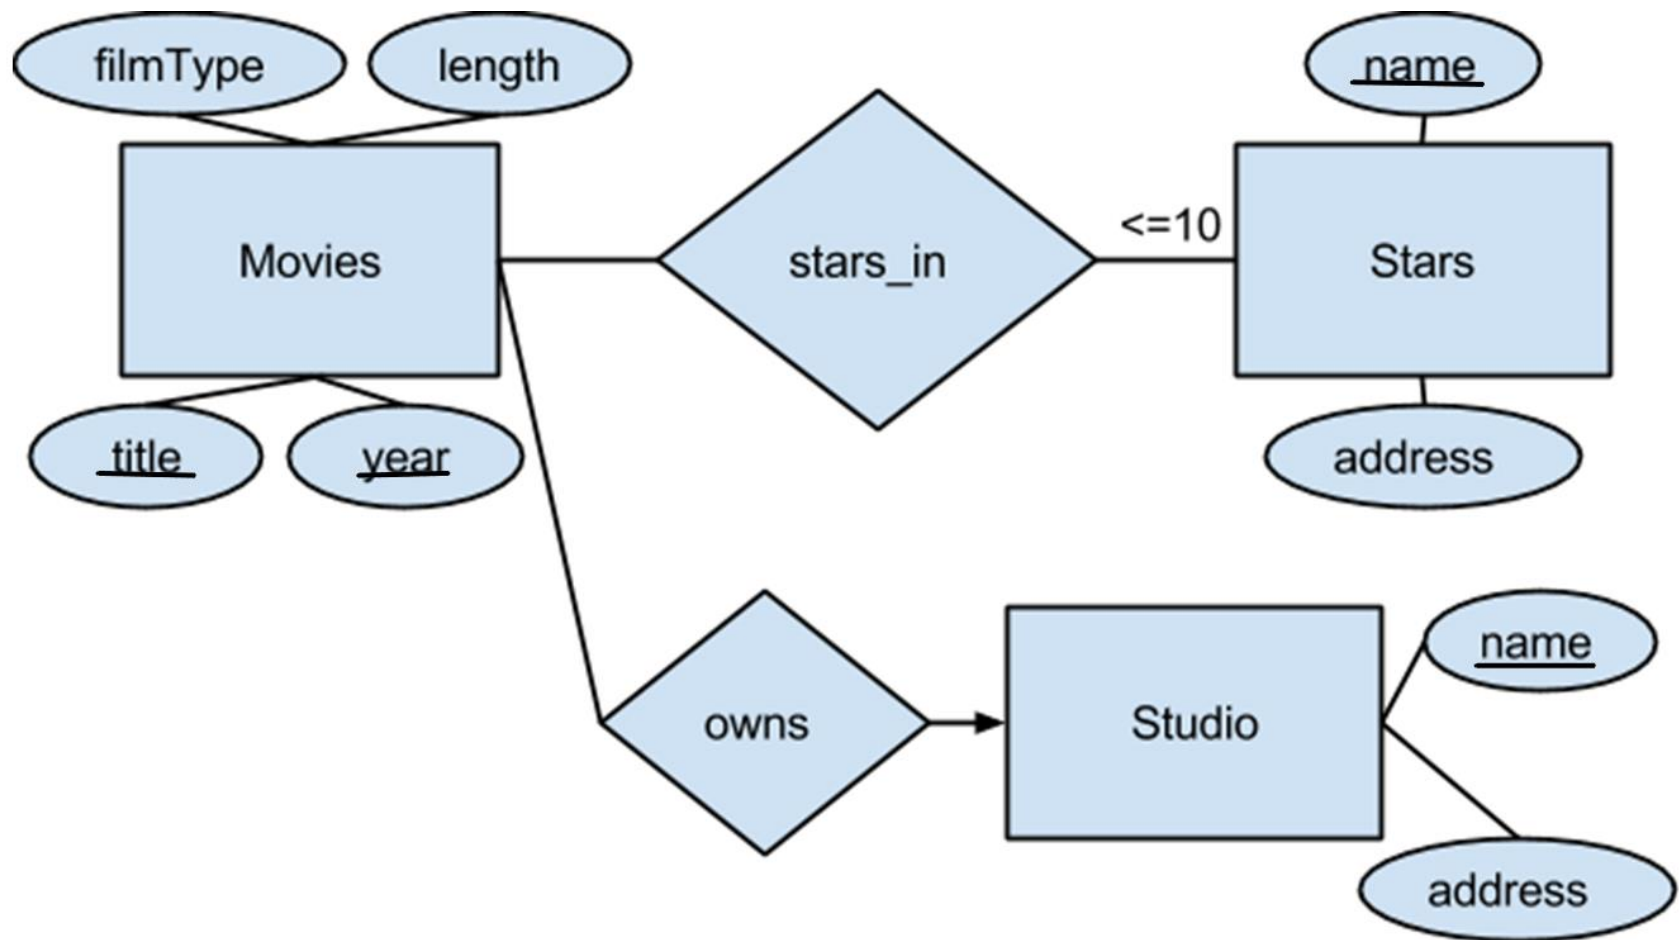 filmType
length
name
Movies
stars_in
<=10
Stars
title
year
address
owns
Studio
name
address